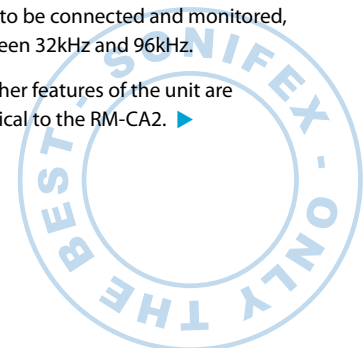 to be connected and monitored,
een 32kHz and 96kHz.
her features of the unit are
ical to the RM-CA2.
SONIFEX - ONLY THE BEST -